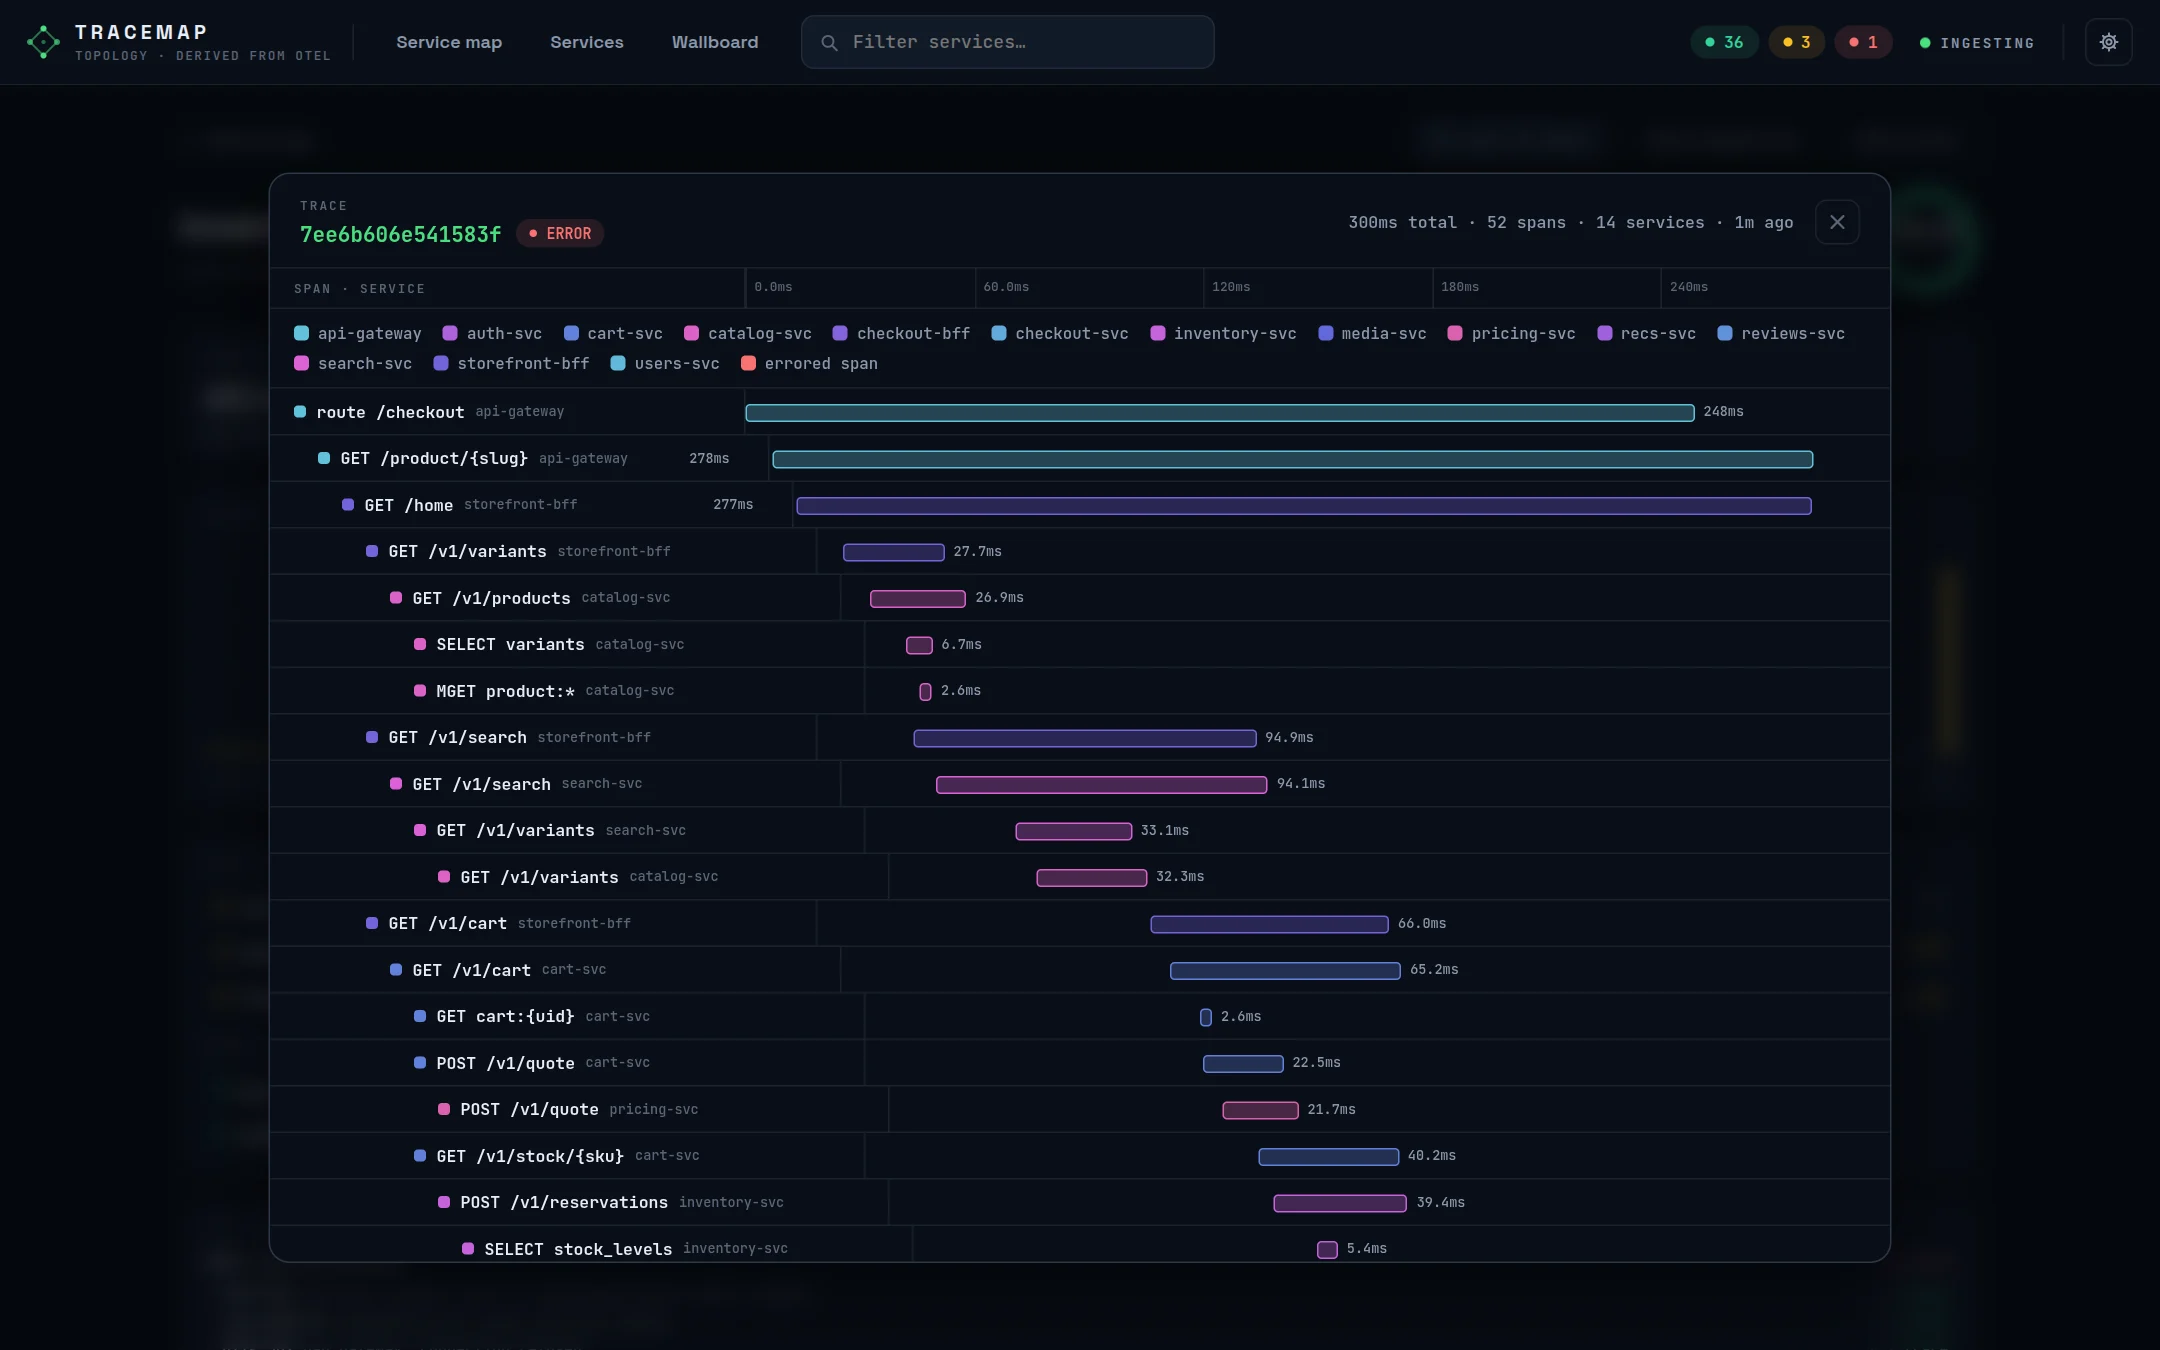 TRACEMAP
TOPOLOGY · DERIVED FROM OTEL
Service map
Services
Wallboard
Filter services…
36
3
1
INGESTING
TRACE
7ee6b606e541583f
ERROR
300ms total · 52 spans · 14 services · 1m ago
SPAN · SERVICE
0.0ms
60.0ms
120ms
180ms
240ms
api-gateway auth-svc cart-svc catalog-svc checkout-bff checkout-svc inventory-svc media-svc pricing-svc recs-svc reviews-svc
search-svc storefront-bff users-svc errored span
route /checkout api-gateway 248ms
GET /product/{slug} api-gateway 278ms
GET /home storefront-bff 277ms
GET /v1/variants storefront-bff 27.7ms
GET /v1/products catalog-svc 26.9ms
SELECT variants catalog-svc 6.7ms
MGET product:* catalog-svc 2.6ms
GET /v1/search storefront-bff 94.9ms
GET /v1/search search-svc 94.1ms
GET /v1/variants search-svc 33.1ms
GET /v1/variants catalog-svc 32.3ms
GET /v1/cart storefront-bff 66.0ms
GET /v1/cart cart-svc 65.2ms
GET cart:{uid} cart-svc 2.6ms
POST /v1/quote cart-svc 22.5ms
POST /v1/quote pricing-svc 21.7ms
GET /v1/stock/{sku} cart-svc 40.2ms
POST /v1/reservations inventory-svc 39.4ms
SELECT stock_levels inventory-svc 5.4ms